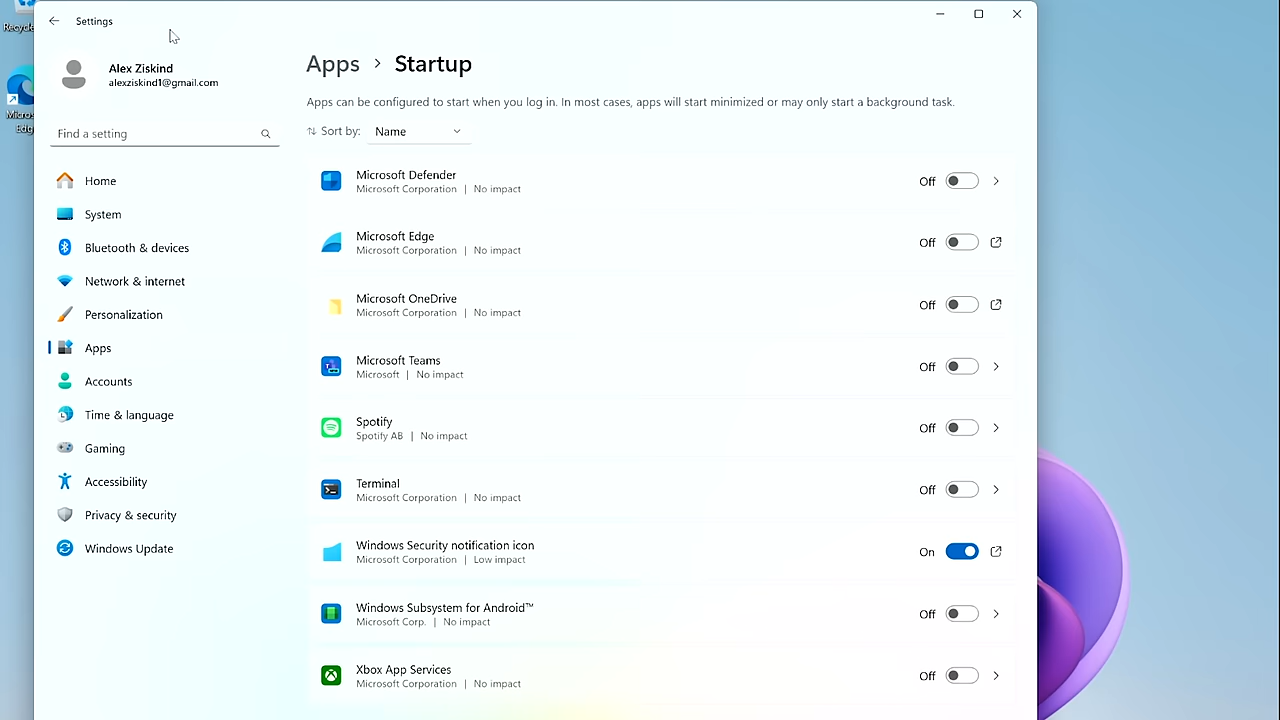 Settings
Alex Ziskind
alexziskind1@gmail.com
Find a setting
Home
System
Bluetooth & devices
Network & internet
Personalization
Apps
Accounts
Time & language
Gaming
Accessibility
Privacy & security
Windows Update
Apps > Startup
Apps can be configured to start when you log in. In most cases, apps will start minimized or may only start a background task.
Sort by: Name
Microsoft Defender
Microsoft Corporation | No impact
Off
Microsoft Edge
Microsoft Corporation | No impact
Off
Microsoft OneDrive
Microsoft Corporation | No impact
Off
Microsoft Teams
Microsoft | No impact
Off
Spotify
Spotify AB | No impact
Off
Terminal
Microsoft Corporation | No impact
Off
Windows Security notification icon
Microsoft Corporation | Low impact
On
Windows Subsystem for Android™
Microsoft Corp. | No impact
Off
Xbox App Services
Microsoft Corporation | No impact
Off
Recycle
Micros
Edg